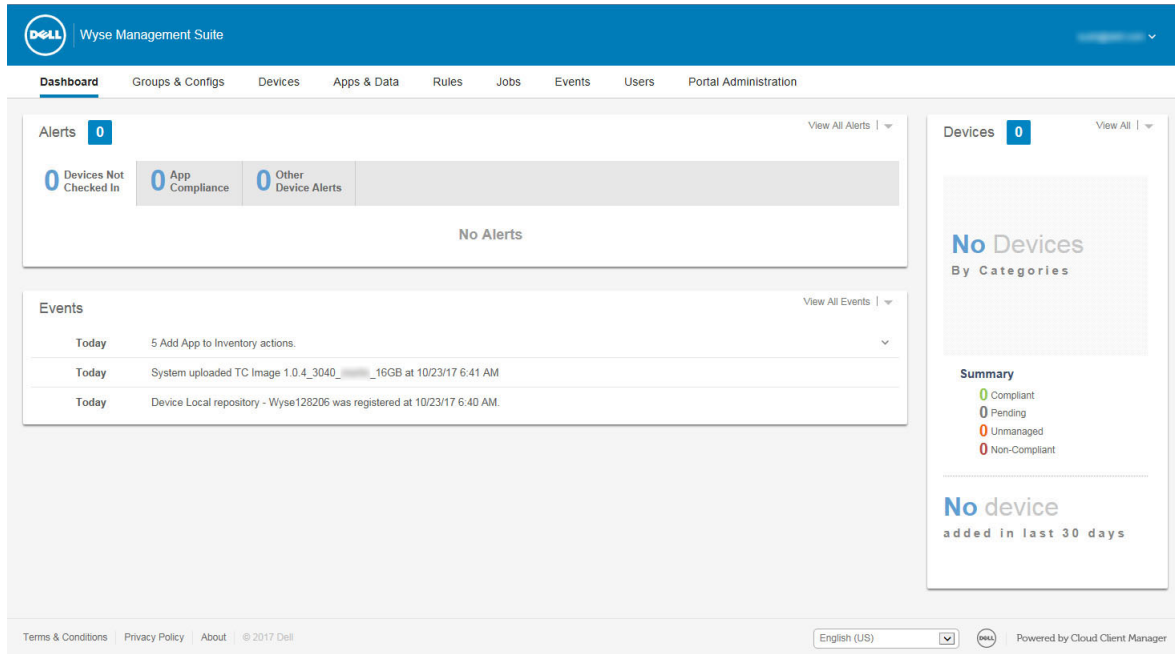 DELL Wyse Management Suite
Dashboard Groups & Configs Devices Apps & Data Rules Jobs Events Users Portal Administration
Alerts 0 View All Alerts
0 Devices Not Checked In 0 App Compliance 0 Other Device Alerts
No Alerts
Events View All Events
Today 5 Add App to Inventory actions.
Today System uploaded TC Image 1.0.4_3040_ _16GB at 10/23/17 6:41 AM
Today Device Local repository - Wyse128206 was registered at 10/23/17 6:40 AM.
Devices 0 View All
No Devices
By Categories
Summary
0 Compliant
0 Pending
0 Unmanaged
0 Non-Compliant
No device
added in last 30 days
Terms & Conditions Privacy Policy About © 2017 Dell English (US) DELL Powered by Cloud Client Manager